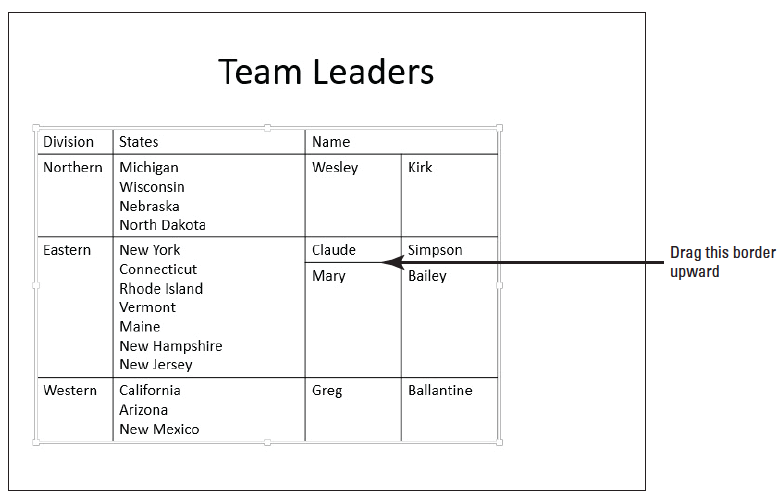 Team Leaders
Division States Name
Northern Michigan Wesley Kirk
Wisconsin
Nebraska
North Dakota
Eastern New York Claude Simpson
Connecticut
Rhode Island Mary Bailey
Vermont
Maine
New Hampshire
New Jersey
Western California Greg Ballantine
Arizona
New Mexico
Drag this border
upward